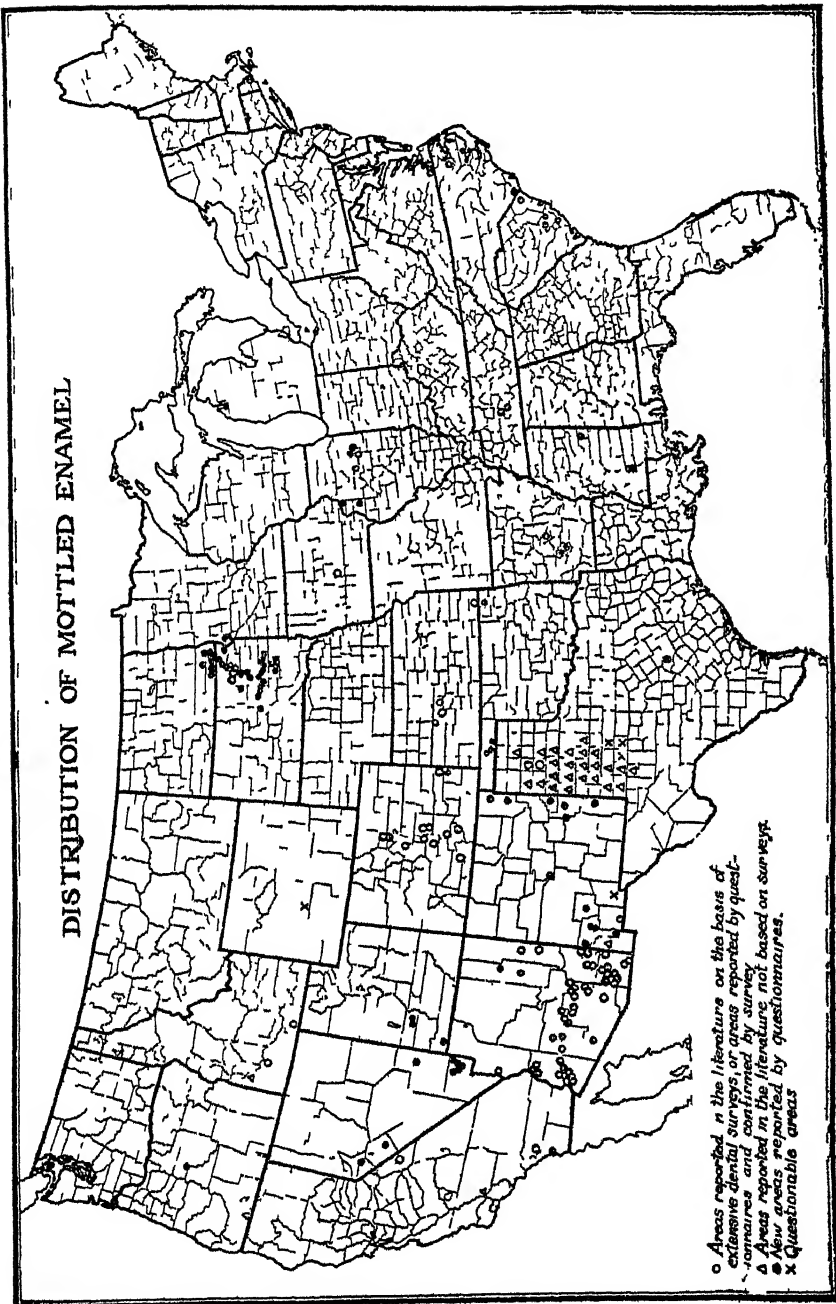 DISTRIBUTION OF MOTTLED ENAMEL
o Areas reported in the literature on the basis of
extensive dental surveys, or areas reported by quest-
ionnaires and confirmed by survey
△ Areas reported in the literature not based on surveys.
● New areas reported by questionnaires.
x Questionable areas